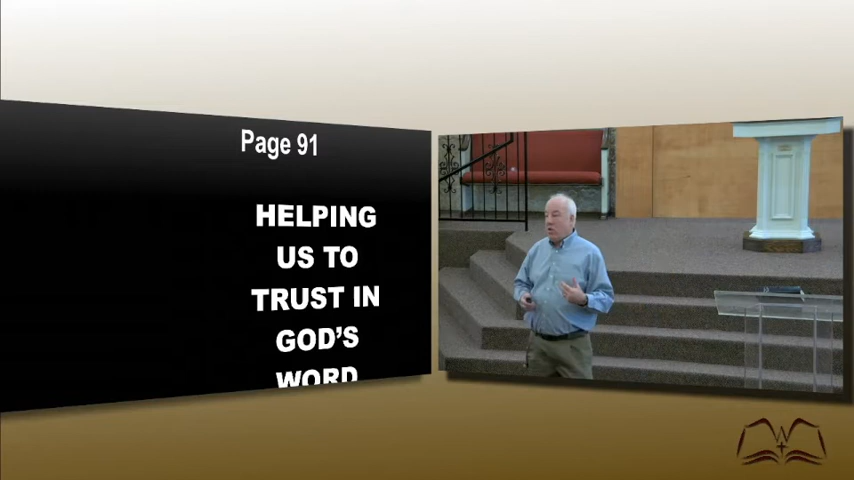 Page 91
HELPING
US TO
TRUST IN
GOD'S
WORD